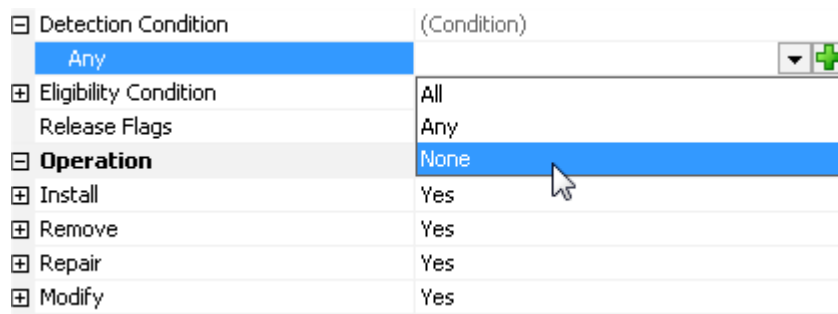 Detection Condition (Condition)
Any
Eligibility Condition All
Release Flags Any
Operation None
Install Yes
Remove Yes
Repair Yes
Modify Yes